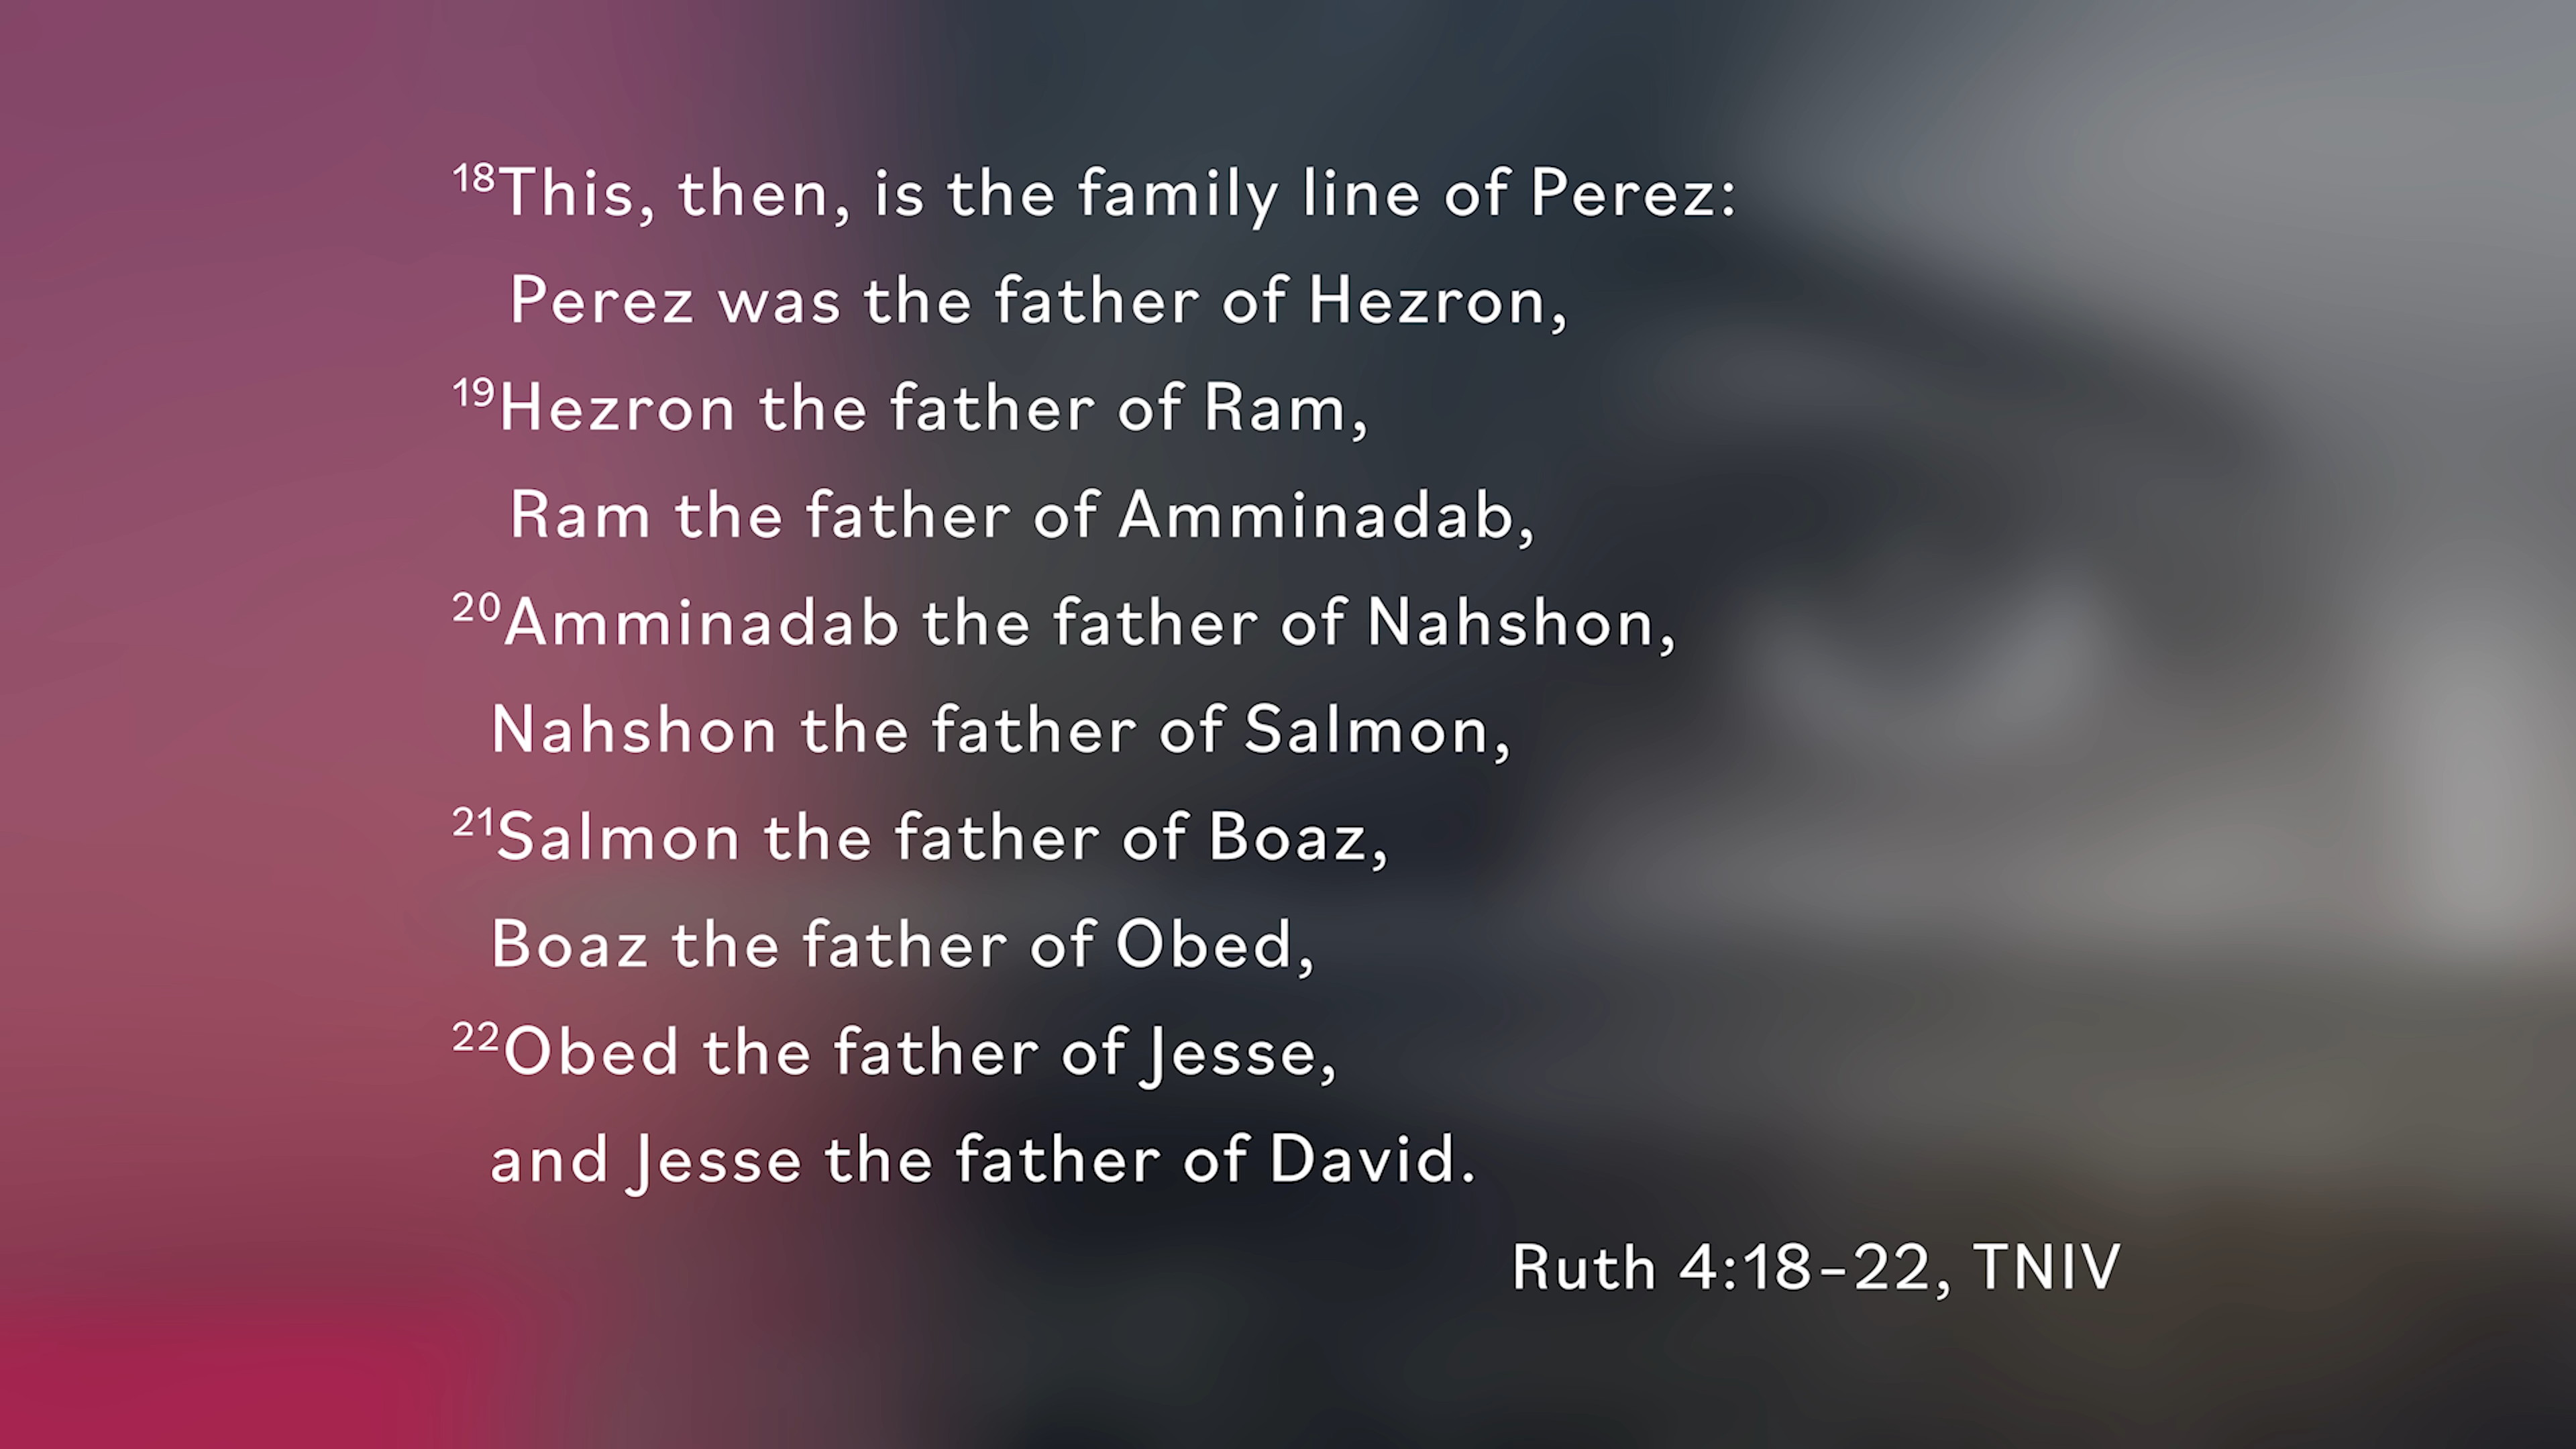 18This, then, is the family line of Perez:
Perez was the father of Hezron,
19Hezron the father of Ram,
Ram the father of Amminadab,
20Amminadab the father of Nahshon,
Nahshon the father of Salmon,
21Salmon the father of Boaz,
Boaz the father of Obed,
22Obed the father of Jesse,
and Jesse the father of David.
Ruth 4:18–22, TNIV